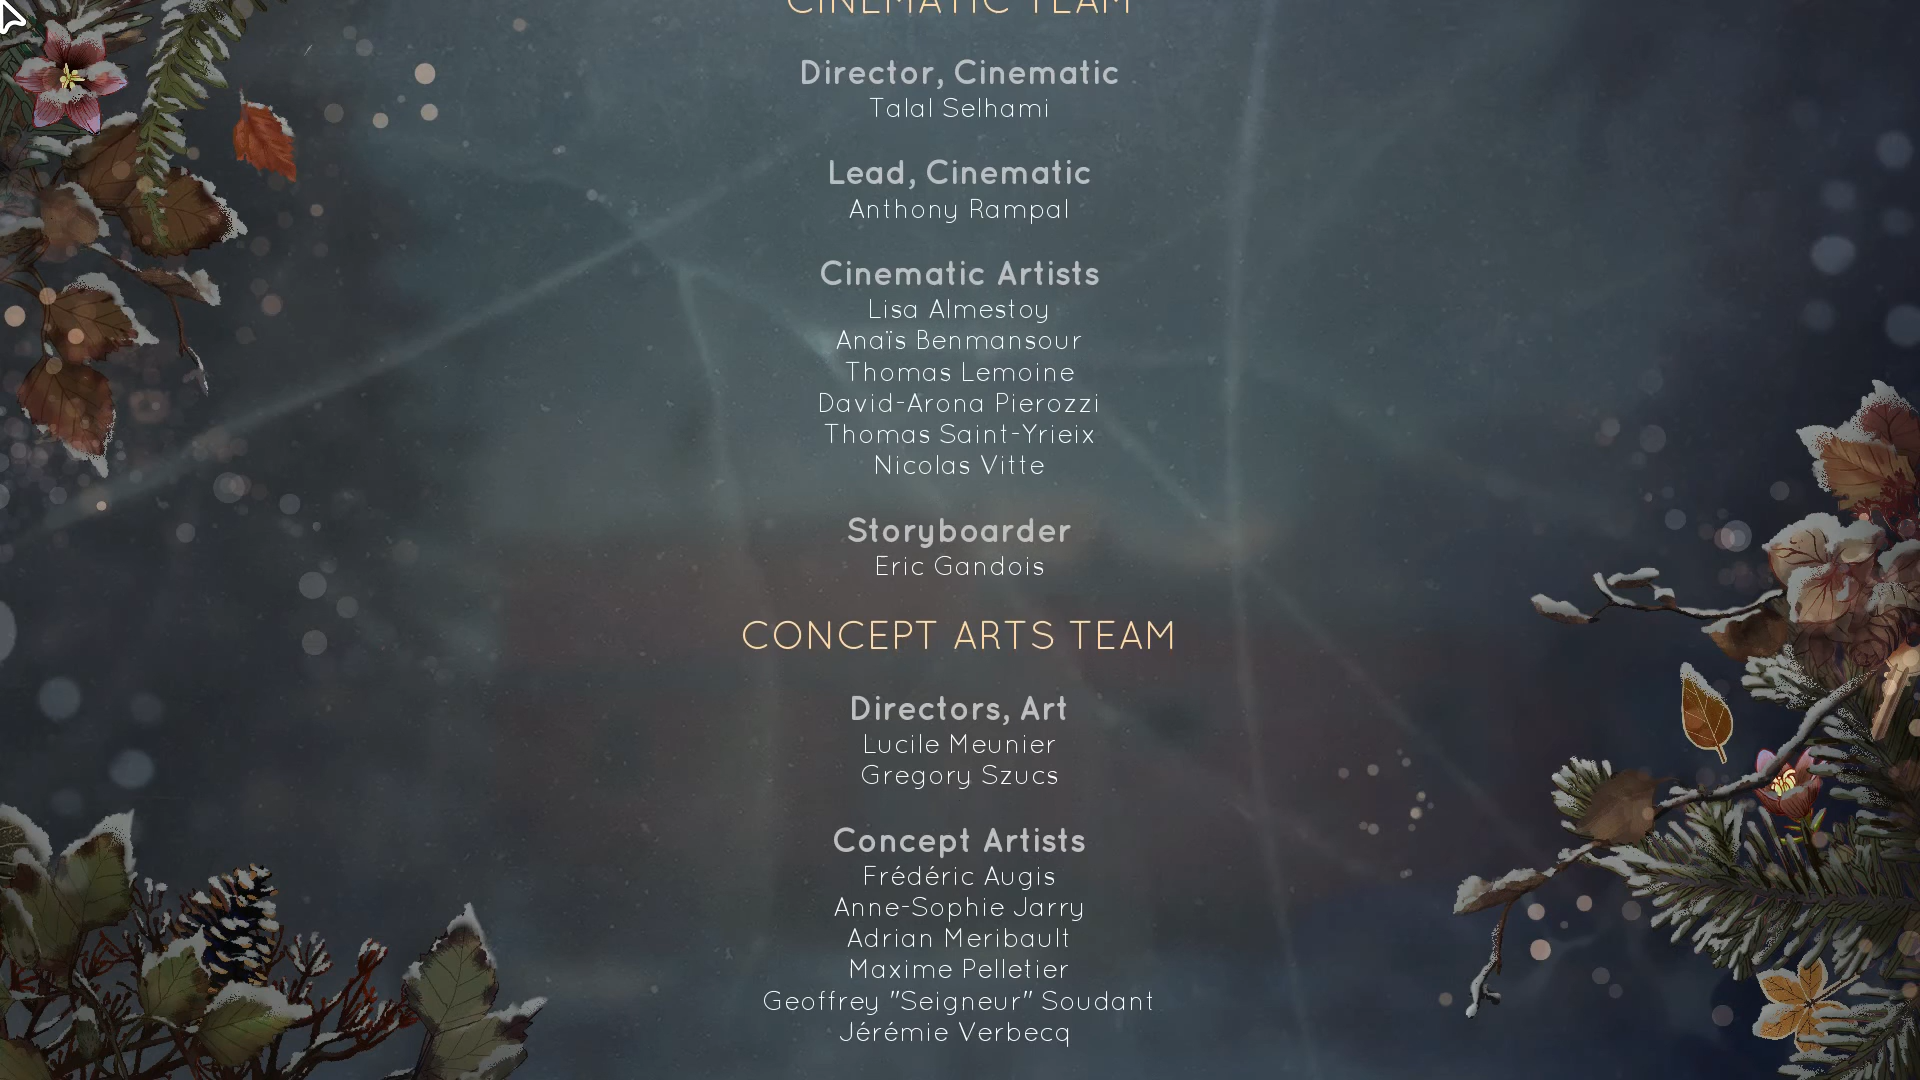 CINEMATIC TEAM
Director, Cinematic
Talal Selhami
Lead, Cinematic
Anthony Rampal
Cinematic Artists
Lisa Almestoy
Anaïs Benmansour
Thomas Lemoine
David-Arona Pierozzi
Thomas Saint-Yrieix
Nicolas Vitte
Storyboarder
Eric Gandois
CONCEPT ARTS TEAM
Directors, Art
Lucile Meunier
Gregory Szucs
Concept Artists
Frédéric Augis
Anne-Sophie Jarry
Adrian Meribault
Maxime Pelletier
Geoffrey "Seigneur" Soudant
Jérémie Verbecq